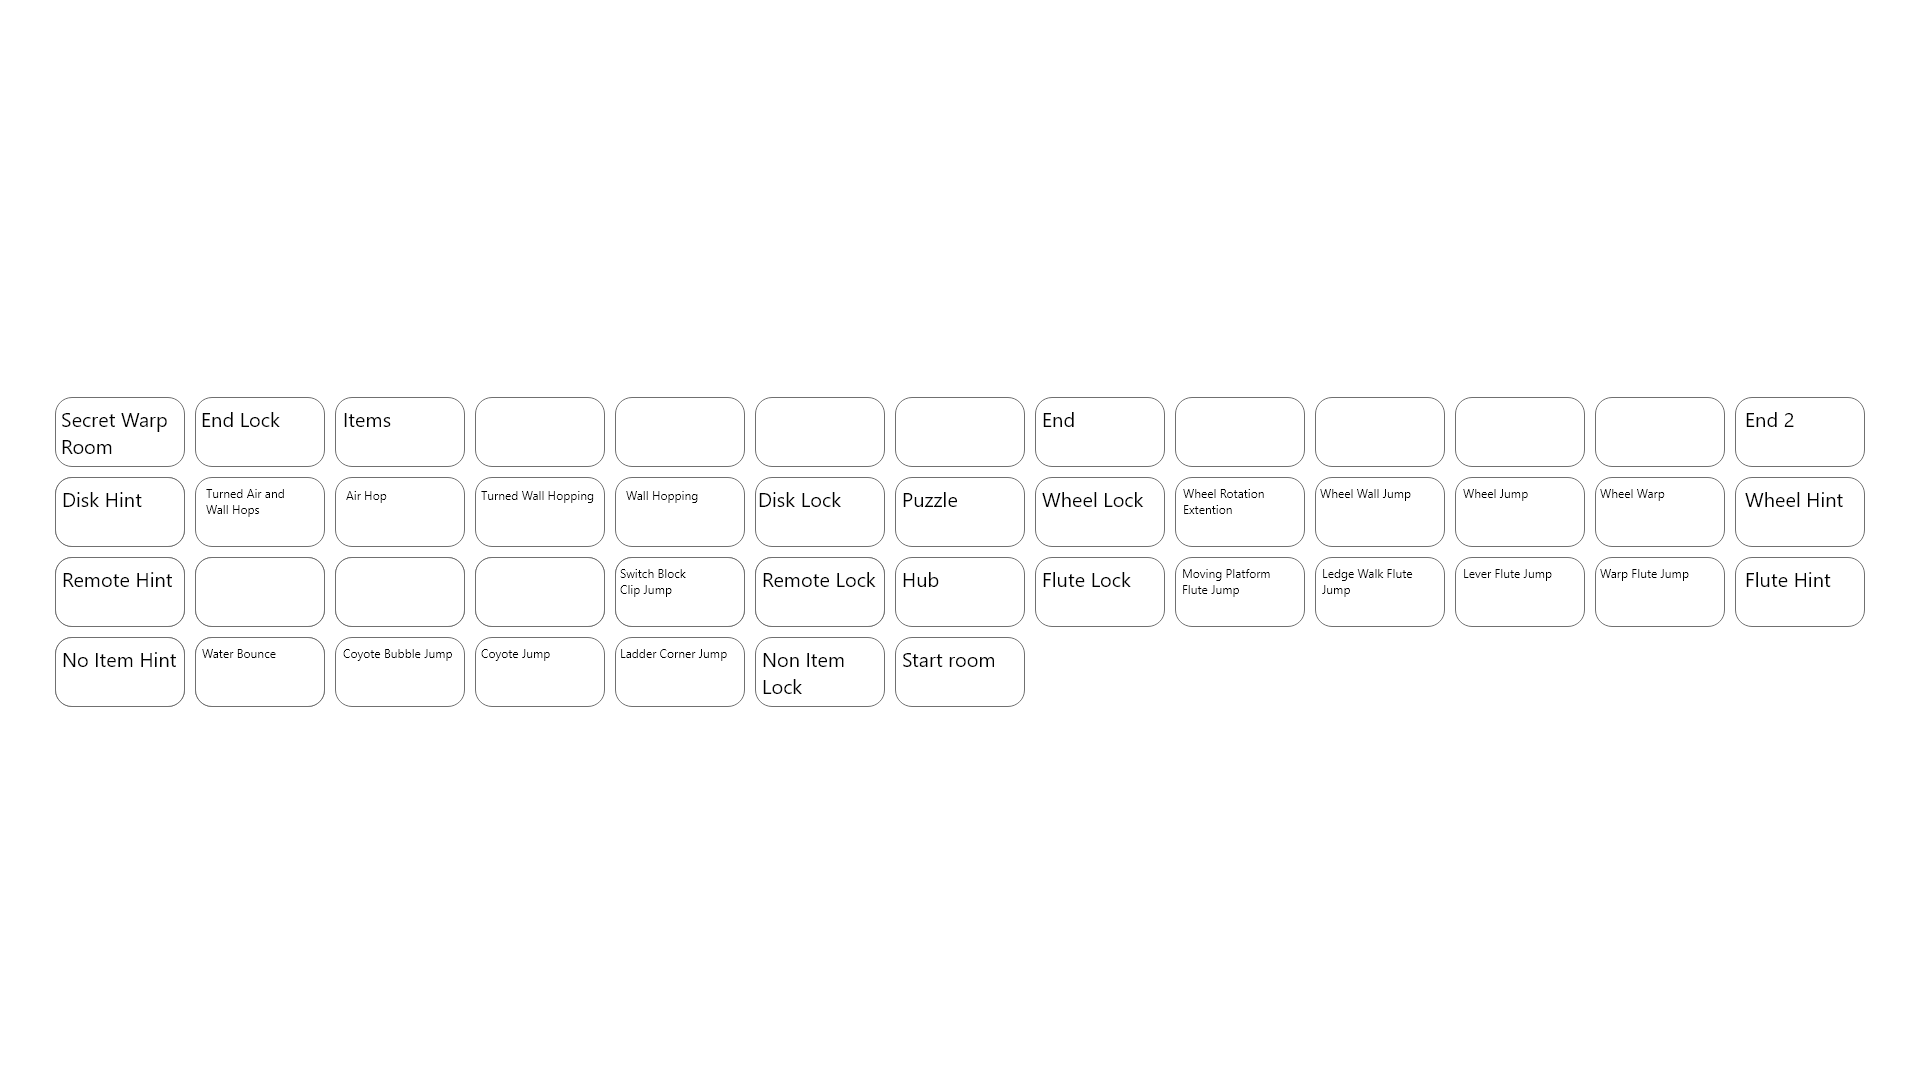 Secret Warp
Room
End Lock
Items
End
End 2
Disk Hint
Turned Air and
Wall Hops
Air Hop
Turned Wall Hopping
Wall Hopping
Disk Lock
Puzzle
Wheel Lock
Wheel Rotation
Extention
Wheel Wall Jump
Wheel Jump
Wheel Warp
Wheel Hint
Remote Hint
Switch Block
Clip Jump
Remote Lock
Hub
Flute Lock
Moving Platform
Flute Jump
Ledge Walk Flute
Jump
Lever Flute Jump
Warp Flute Jump
Flute Hint
No Item Hint
Water Bounce
Coyote Bubble Jump
Coyote Jump
Ladder Corner Jump
Non Item
Lock
Start room